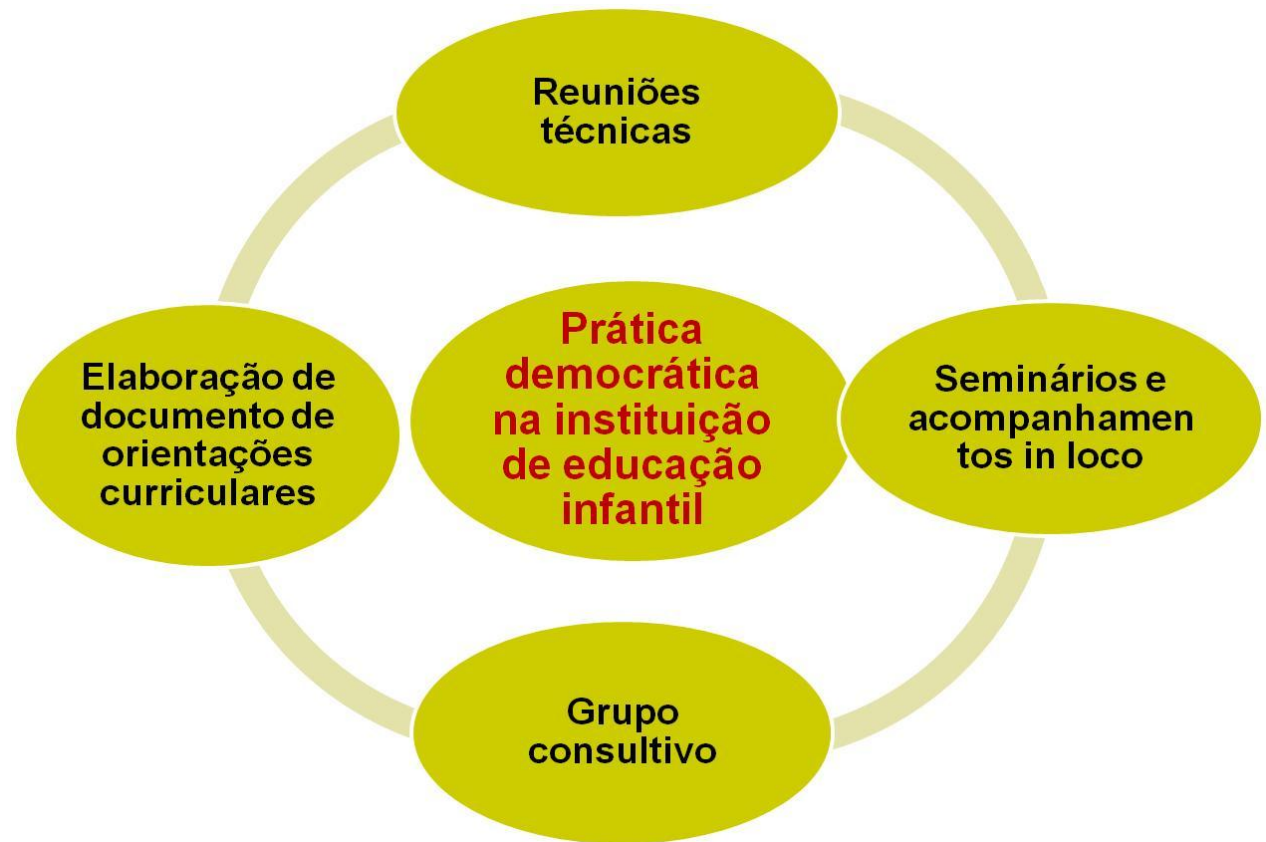 Reuniões
técnicas
Elaboração de
documento de
orientações
curriculares
Prática
democrática
na instituição
de educação
infantil
Seminários e
acompanhamen
tos in loco
Grupo
consultivo